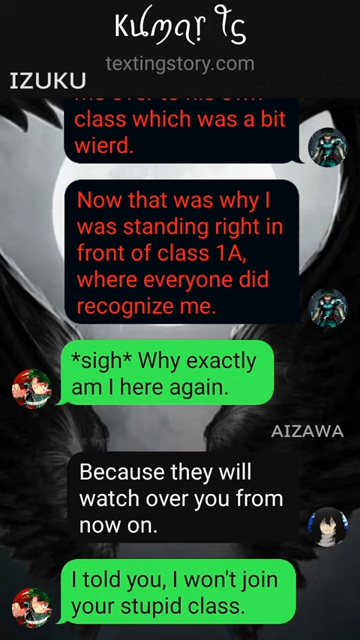 Kumar TS
textingstory.com
IZUKU
class which was a bit
wierd.
Now that was why I
was standing right in
front of class 1A,
where everyone did
recognize me.
*sigh* Why exactly
am I here again.
AIZAWA
Because they will
watch over you from
now on.
I told you, I won't join
your stupid class.